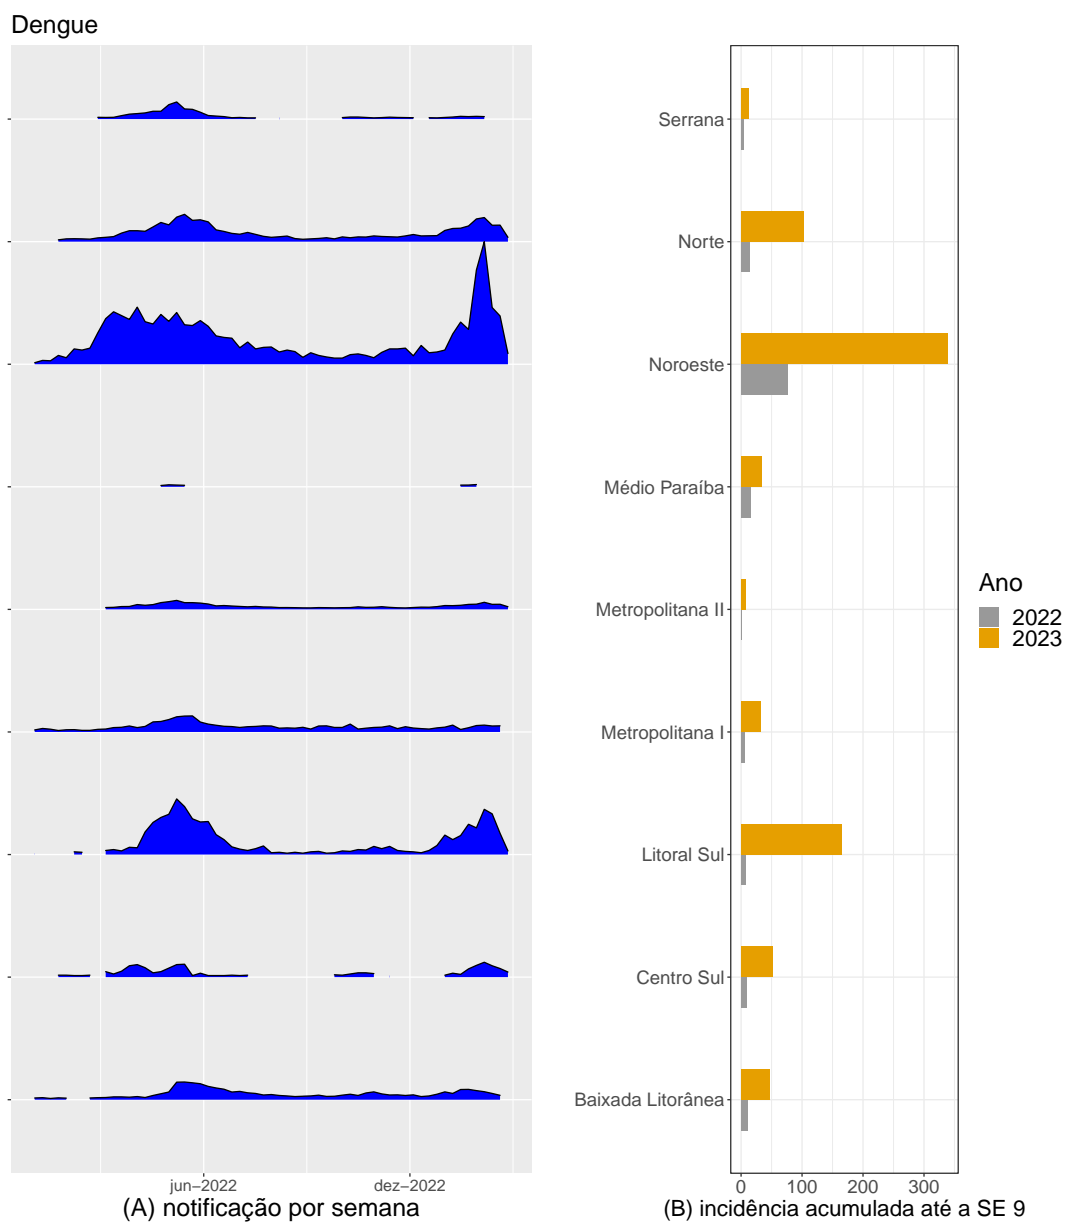 Dengue
Serrana
Norte
Noroeste
Médio Paraíba
Metropolitana II
Metropolitana I
Litoral Sul
Centro Sul
Baixada Litorânea
Ano
2022
2023
jun–2022 dez–2022
0 100 200 300
(A) notificação por semana
(B) incidência acumulada até a SE 9